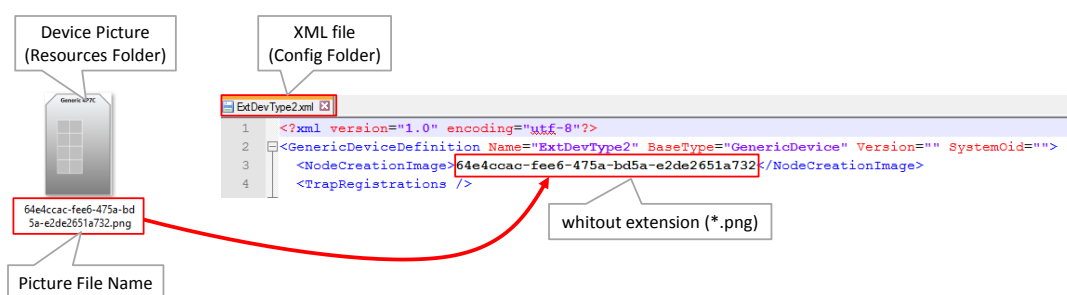 Device Picture
(Resources Folder)
XML file
(Config Folder)
Generic 4P7C
ExtDevType2.xml
1 <?xml version="1.0" encoding="utf-8"?>
2 <GenericDeviceDefinition Name="ExtDevType2" BaseType="GenericDevice" Version="" SystemOid="">
3 <NodeCreationImage>64e4ccac-fee6-475a-bd5a-e2de2651a732</NodeCreationImage>
4 <TrapRegistrations />
64e4ccac-fee6-475a-bd
5a-e2de2651a732.png
whitout extension (*.png)
Picture File Name